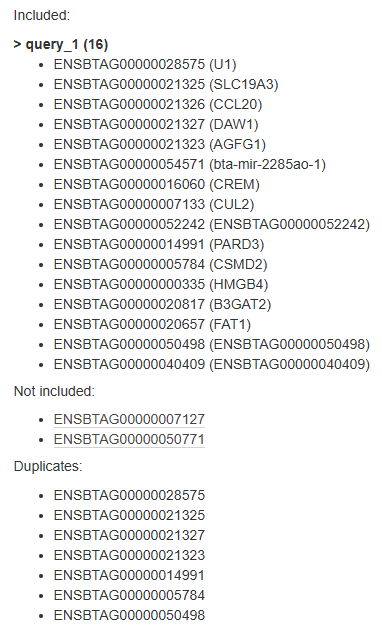 Included:
> query_1 (16)
• ENSBTAG00000028575 (U1)
• ENSBTAG00000021325 (SLC19A3)
• ENSBTAG00000021326 (CCL20)
• ENSBTAG00000021327 (DAW1)
• ENSBTAG00000021323 (AGFG1)
• ENSBTAG00000054571 (bta-mir-2285ao-1)
• ENSBTAG00000016060 (CREM)
• ENSBTAG00000007133 (CUL2)
• ENSBTAG00000052242 (ENSBTAG00000052242)
• ENSBTAG00000014991 (PARD3)
• ENSBTAG00000005784 (CSMD2)
• ENSBTAG00000000335 (HMGB4)
• ENSBTAG00000020817 (B3GAT2)
• ENSBTAG00000020657 (FAT1)
• ENSBTAG00000050498 (ENSBTAG00000050498)
• ENSBTAG00000040409 (ENSBTAG00000040409)
Not included:
• ENSBTAG00000007127
• ENSBTAG00000050771
Duplicates:
• ENSBTAG00000028575
• ENSBTAG00000021325
• ENSBTAG00000021327
• ENSBTAG00000021323
• ENSBTAG00000014991
• ENSBTAG00000005784
• ENSBTAG00000050498